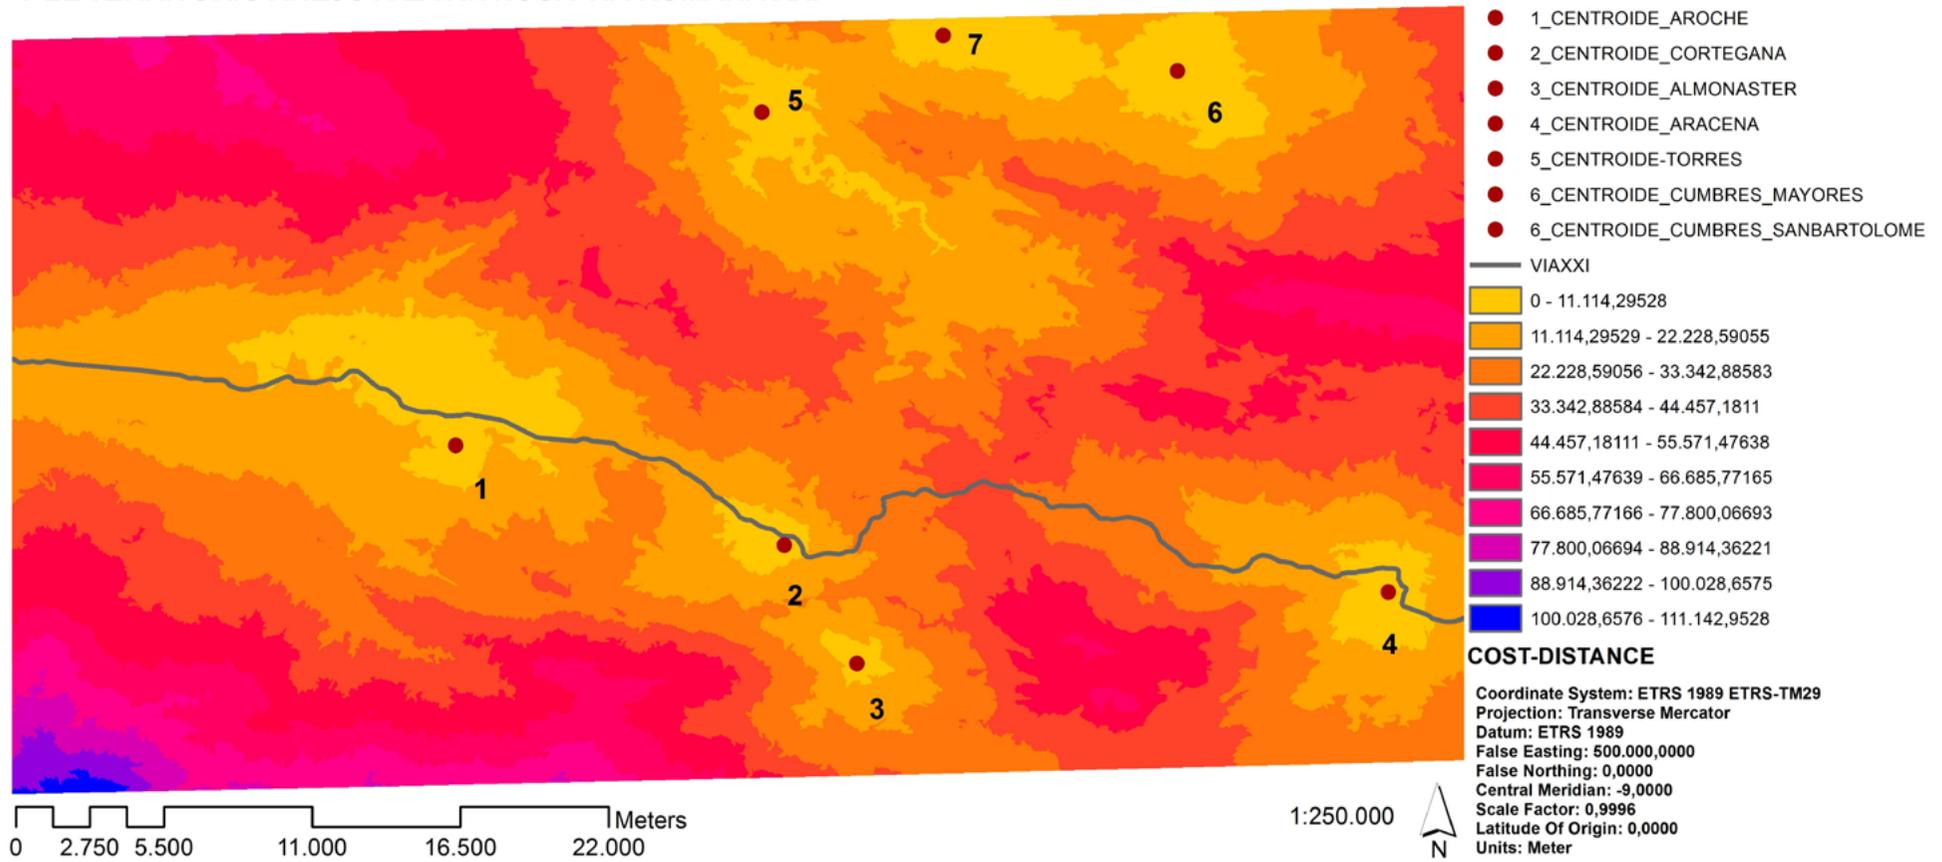 7
5
6
1
2
4
3
1_CENTROIDE_AROCHE
2_CENTROIDE_CORTEGANA
3_CENTROIDE_ALMONASTER
4_CENTROIDE_ARACENA
5_CENTROIDE-TORRES
6_CENTROIDE_CUMBRES_MAYORES
6_CENTROIDE_CUMBRES_SANBARTOLOME
VIAXXI
0 - 11.114,29528
11.114,29529 - 22.228,59055
22.228,59056 - 33.342,88583
33.342,88584 - 44.457,1811
44.457,18111 - 55.571,47638
55.571,47639 - 66.685,77165
66.685,77166 - 77.800,06693
77.800,06694 - 88.914,36221
88.914,36222 - 100.028,6575
100.028,6576 - 111.142,9528
COST-DISTANCE
Coordinate System: ETRS 1989 ETRS-TM29
Projection: Transverse Mercator
Datum: ETRS 1989
False Easting: 500.000,0000
False Northing: 0,0000
Central Meridian: -9,0000
Scale Factor: 0,9996
Latitude Of Origin: 0,0000
Units: Meter
Meters
0 2.750 5.500 11.000 16.500 22.000
1:250.000
N